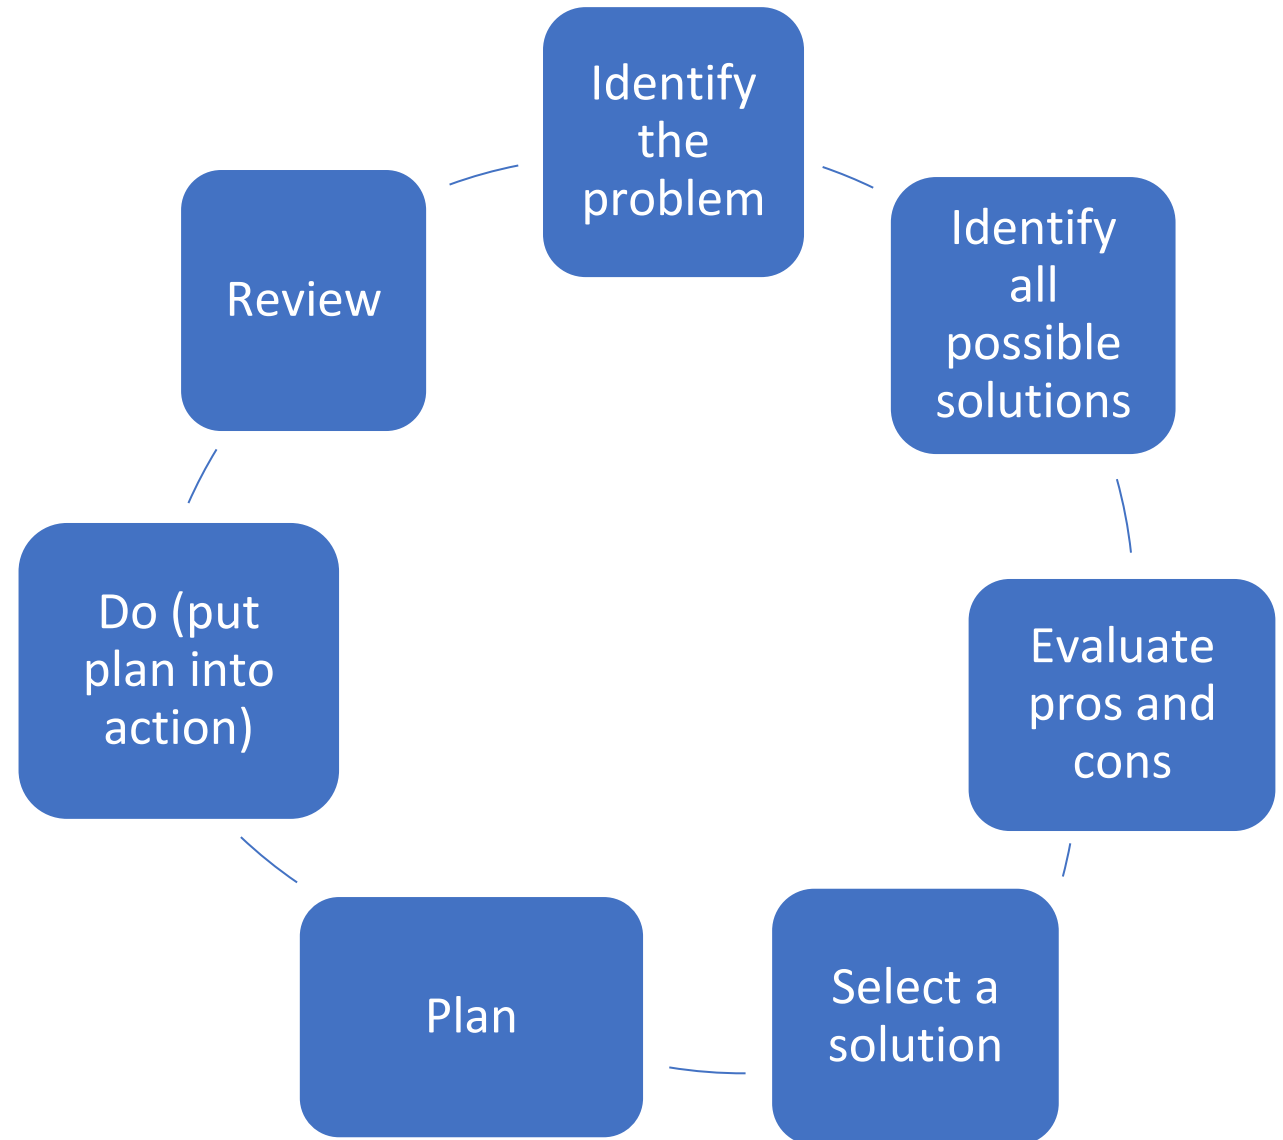 Identify
the
problem
Identify
all
possible
solutions
Evaluate
pros and
cons
Select a
solution
Plan
Do (put
plan into
action)
Review